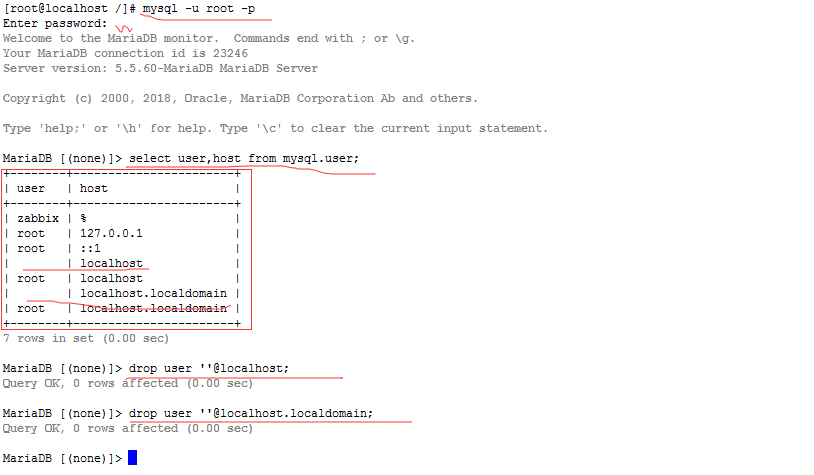 [root@localhost /]# mysql -u root -p
Enter password:
Welcome to the MariaDB monitor.  Commands end with ; or \g.
Your MariaDB connection id is 23246
Server version: 5.5.60-MariaDB MariaDB Server
Copyright (c) 2000, 2018, Oracle, MariaDB Corporation Ab and others.
Type 'help;' or '\h' for help. Type '\c' to clear the current input statement.
MariaDB [(none)]> select user,host from mysql.user;
+--------+-----------------------+
| user   | host                  |
+--------+-----------------------+
| zabbix | %                     |
| root   | 127.0.0.1             |
| root   | ::1                   |
|        | localhost             |
| root   | localhost             |
|        | localhost.localdomain |
| root   | localhost.localdomain |
+--------+-----------------------+
7 rows in set (0.00 sec)
MariaDB [(none)]> drop user ''@localhost;
Query OK, 0 rows affected (0.00 sec)
MariaDB [(none)]> drop user ''@localhost.localdomain;
Query OK, 0 rows affected (0.00 sec)
MariaDB [(none)]>